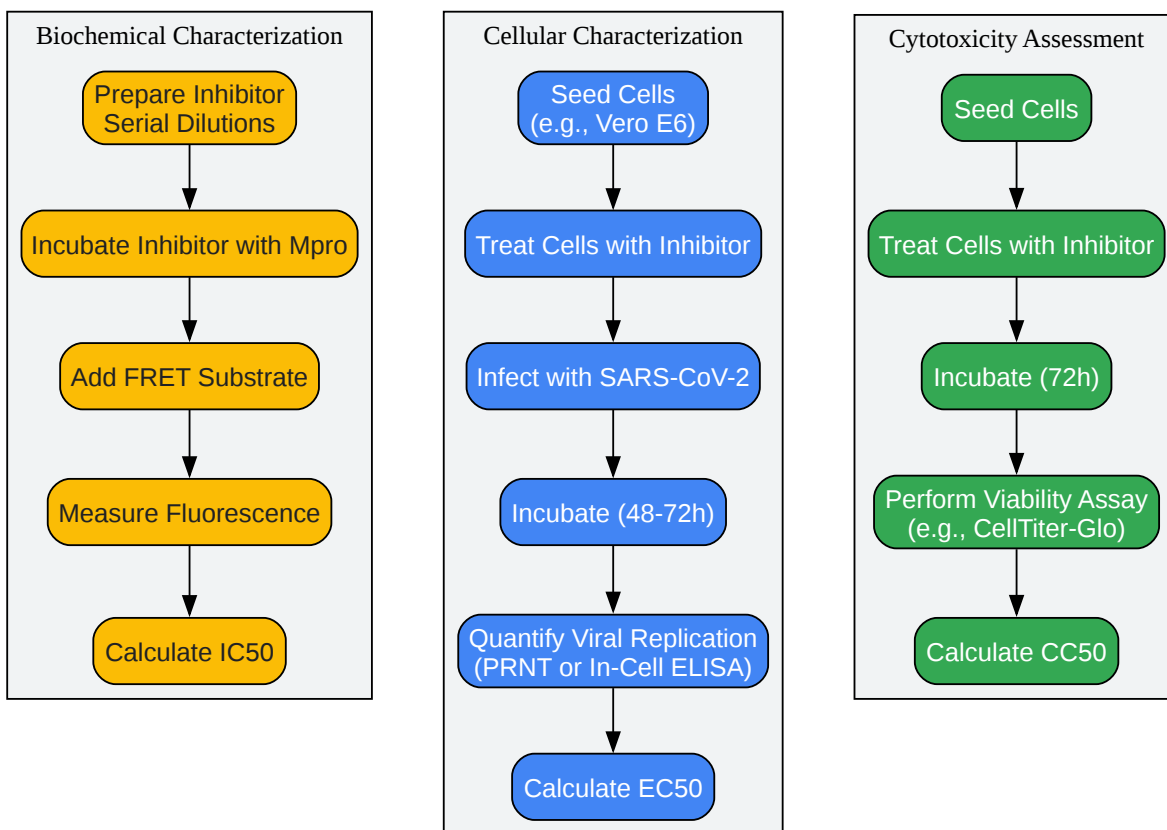 Biochemical Characterization
Prepare Inhibitor
Serial Dilutions
Incubate Inhibitor with Mpro
Add FRET Substrate
Measure Fluorescence
Calculate IC50
Cellular Characterization
Seed Cells
(e.g., Vero E6)
Treat Cells with Inhibitor
Infect with SARS-CoV-2
Incubate (48-72h)
Quantify Viral Replication
(PRNT or In-Cell ELISA)
Calculate EC50
Cytotoxicity Assessment
Seed Cells
Treat Cells with Inhibitor
Incubate (72h)
Perform Viability Assay
(e.g., CellTiter-Glo)
Calculate CC50